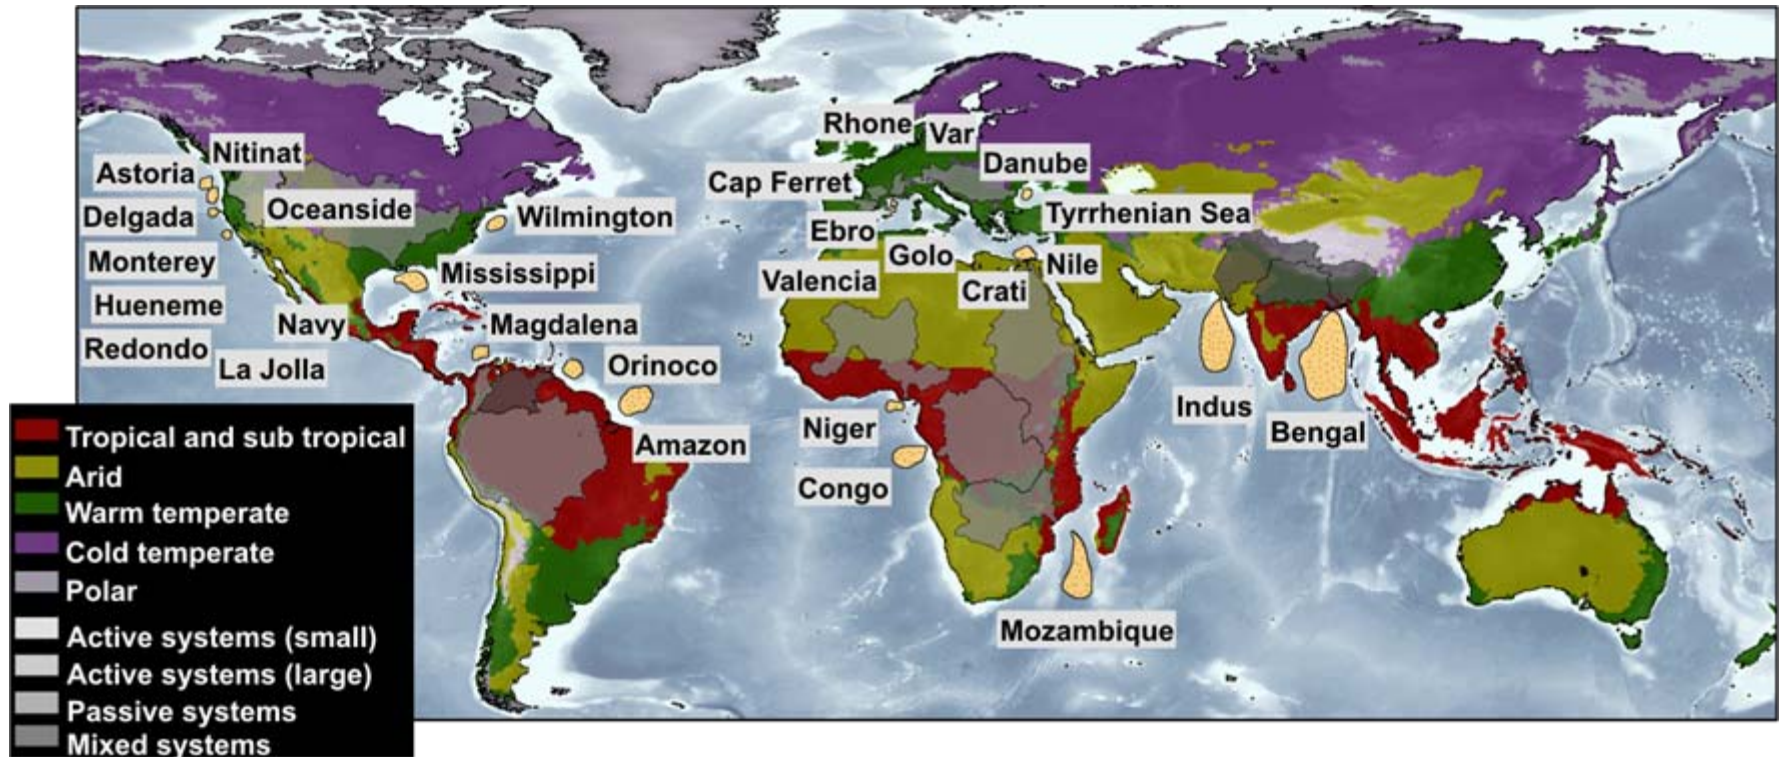 Rhone
Var
Nitinat
Danube
Astoria
Cap Ferret
Oceanside
Delgada
Wilmington
Tyrrhenian Sea
Ebro
Golo
Monterey
Mississippi
Valencia
Crati
Nile
Hueneme
Navy
Magdalena
Redondo
La Jolla
Orinoco
Indus
Niger
Bengal
Amazon
Congo
Mozambique
Tropical and sub tropical
Arid
Warm temperate
Cold temperate
Polar
Active systems (small)
Active systems (large)
Passive systems
Mixed systems